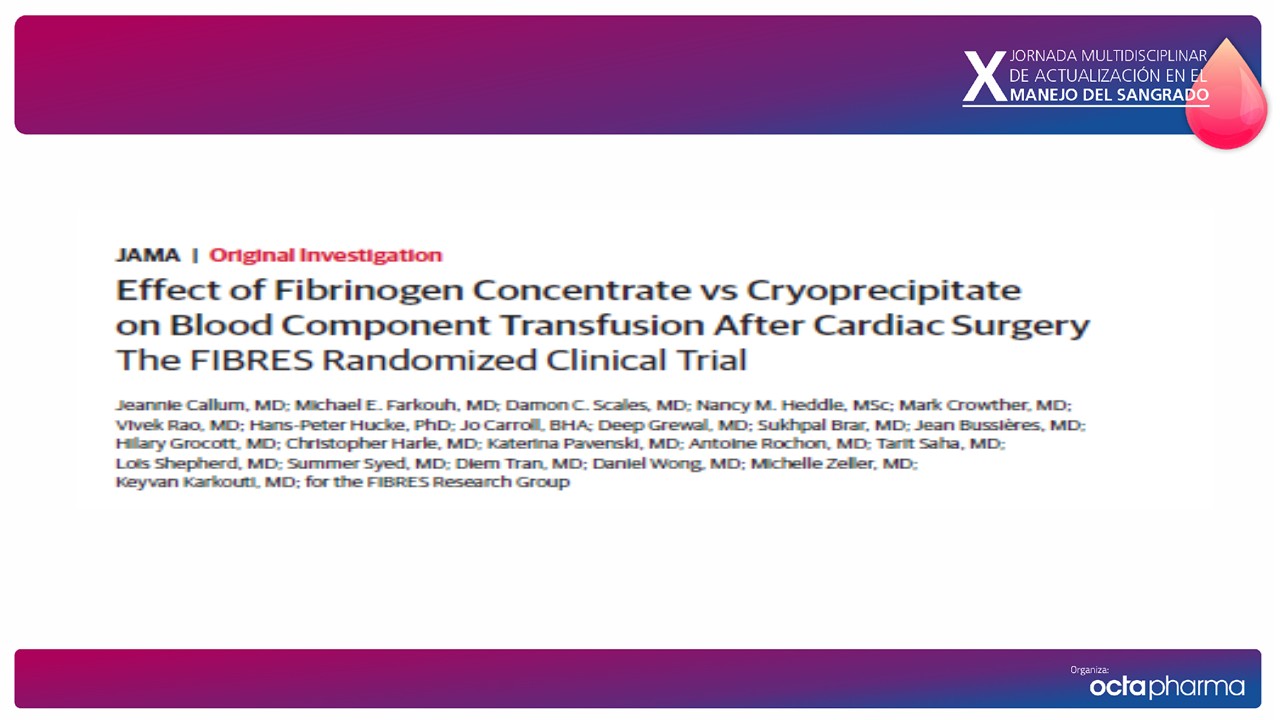 X JORNADA MULTIDISCIPLINAR
DE ACTUALIZACIÓN EN EL
MANEJO DEL SANGRADO
JAMA | Original Investigation
Effect of Fibrinogen Concentrate vs Cryoprecipitate
on Blood Component Transfusion After Cardiac Surgery
The FIBRES Randomized Clinical Trial
Jeannie Callum, MD; Michael E. Farkouh, MD; Damon C. Scales, MD; Nancy M. Heddle, MSc; Mark Crowther, MD;
Vivek Rao, MD; Hans-Peter Hucke, PhD; Jo Carroll, BHA; Deep Grewal, MD; Sukhpal Brar, MD; Jean Bussières, MD;
Hilary Grocott, MD; Christopher Harle, MD; Katerina Pavenski, MD; Antoine Rochon, MD; Tarit Saha, MD;
Lois Shepherd, MD; Summer Syed, MD; Diem Tran, MD; Daniel Wong, MD; Michelle Zeller, MD;
Keyvan Karkouti, MD; for the FIBRES Research Group
Organiza:
octapharma